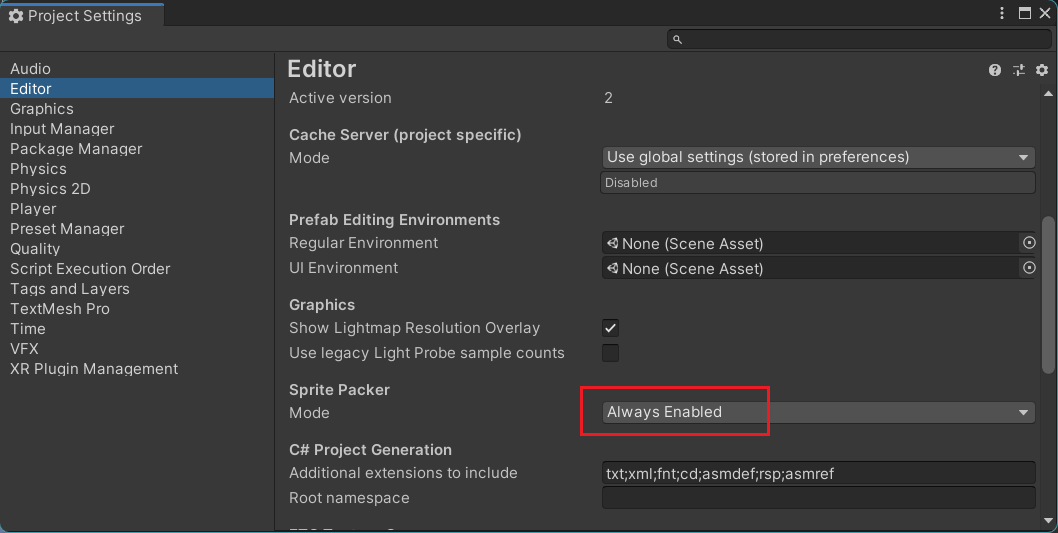 Project Settings
Audio
Editor
Graphics
Input Manager
Package Manager
Physics
Physics 2D
Player
Preset Manager
Quality
Script Execution Order
Tags and Layers
TextMesh Pro
Time
VFX
XR Plugin Management
Editor
Active version 2
Cache Server (project specific)
Mode Use global settings (stored in preferences)
Disabled
Prefab Editing Environments
Regular Environment None (Scene Asset)
UI Environment None (Scene Asset)
Graphics
Show Lightmap Resolution Overlay
Use legacy Light Probe sample counts
Sprite Packer
Mode Always Enabled
C# Project Generation
Additional extensions to include txt;xml;fnt;cd;asmdef;rsp;asmref
Root namespace